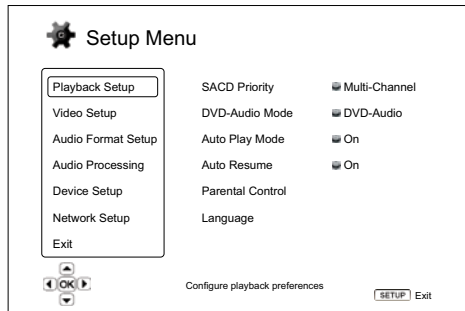 Setup Menu
Playback Setup
Video Setup
Audio Format Setup
Audio Processing
Device Setup
Network Setup
Exit
SACD Priority Multi-Channel
DVD-Audio Mode DVD-Audio
Auto Play Mode On
Auto Resume On
Parental Control
Language
OK
Configure playback preferences
SETUP Exit